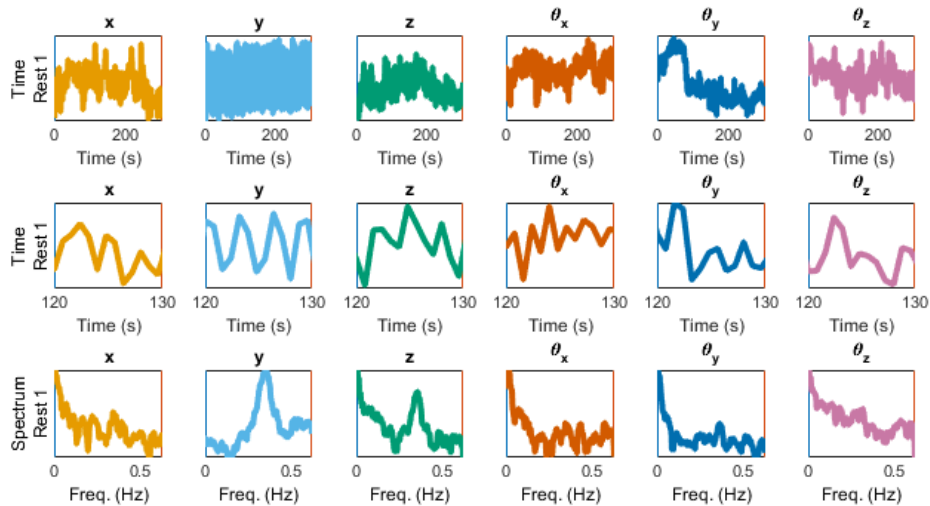 x y z θx θy θz
Time
Rest 1
0 200 0 200 0 200 0 200 0 200 0 200
Time (s) Time (s) Time (s) Time (s) Time (s) Time (s)
x y z θx θy θz
Time
Rest 1
120 130 120 130 120 130 120 130 120 130 120 130
Time (s) Time (s) Time (s) Time (s) Time (s) Time (s)
x y z θx θy θz
Spectrum
Rest 1
0 0.5 0 0.5 0 0.5 0 0.5 0 0.5 0 0.5
Freq. (Hz) Freq. (Hz) Freq. (Hz) Freq. (Hz) Freq. (Hz) Freq. (Hz)